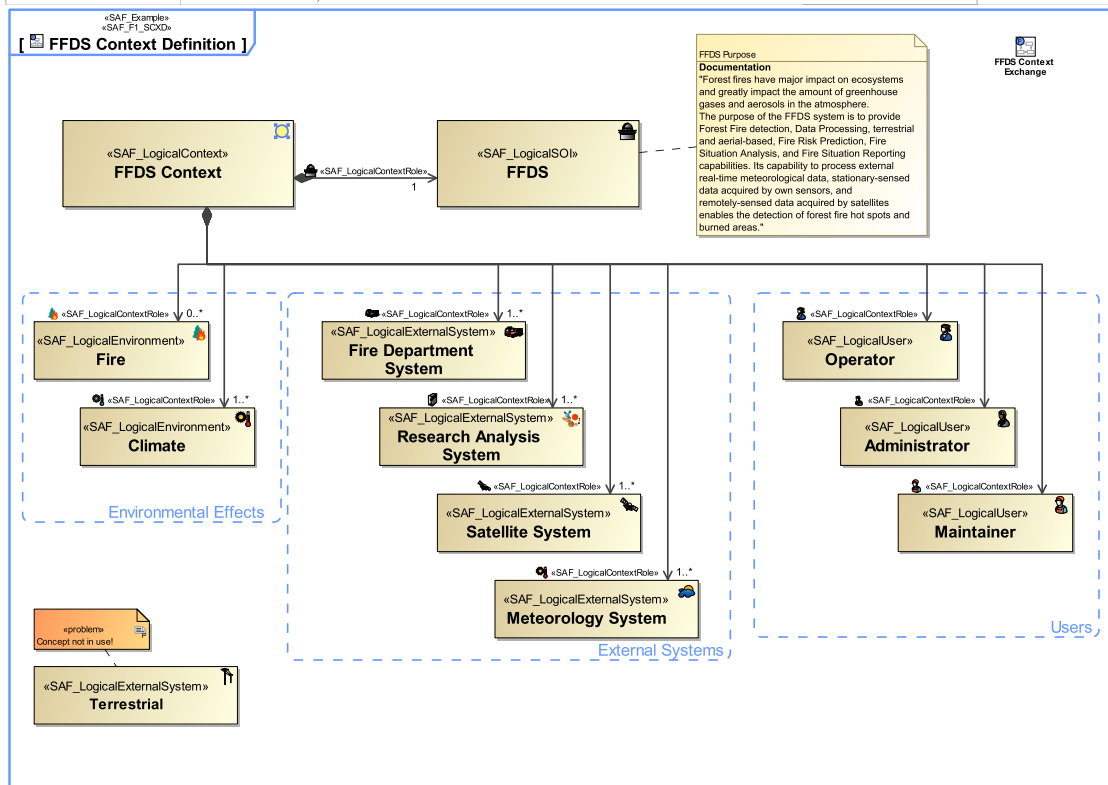 «SAF_Example»
«SAF_F1_SCXD»
[ FFDS Context Definition ]
FFDS Purpose
Documentation
"Forest fires have major impact on ecosystems
and greatly impact the amount of greenhouse
gases and aerosols in the atmosphere.
The purpose of the FFDS system is to provide
Forest Fire detection, Data Processing, terrestrial
and aerial-based, Fire Risk Prediction, Fire
Situation Analysis, and Fire Situation Reporting
capabilities. Its capability to process external
real-time meteorological data, stationary-sensed
data acquired by own sensors, and
remotely-sensed data acquired by satellites
enables the detection of forest fire hot spots and
burned areas."
FFDS Context
Exchange
«SAF_LogicalContext»
FFDS Context
«SAF_LogicalContextRole»
1
«SAF_LogicalSOI»
FFDS
«SAF_LogicalContextRole» 0..*
«SAF_LogicalEnvironment»
Fire
«SAF_LogicalContextRole» 1..*
«SAF_LogicalEnvironment»
Climate
Environmental Effects
«SAF_LogicalContextRole» 1..*
«SAF_LogicalExternalSystem»
Fire Department
System
«SAF_LogicalContextRole» 1..*
«SAF_LogicalExternalSystem»
Research Analysis
System
«SAF_LogicalContextRole» 1..*
«SAF_LogicalExternalSystem»
Satellite System
«SAF_LogicalContextRole» 1..*
«SAF_LogicalExternalSystem»
Meteorology System
External Systems
«SAF_LogicalContextRole»
«SAF_LogicalUser»
Operator
«SAF_LogicalContextRole»
«SAF_LogicalUser»
Administrator
«SAF_LogicalContextRole»
«SAF_LogicalUser»
Maintainer
Users
«problem»
Concept not in use!
«SAF_LogicalExternalSystem»
Terrestrial